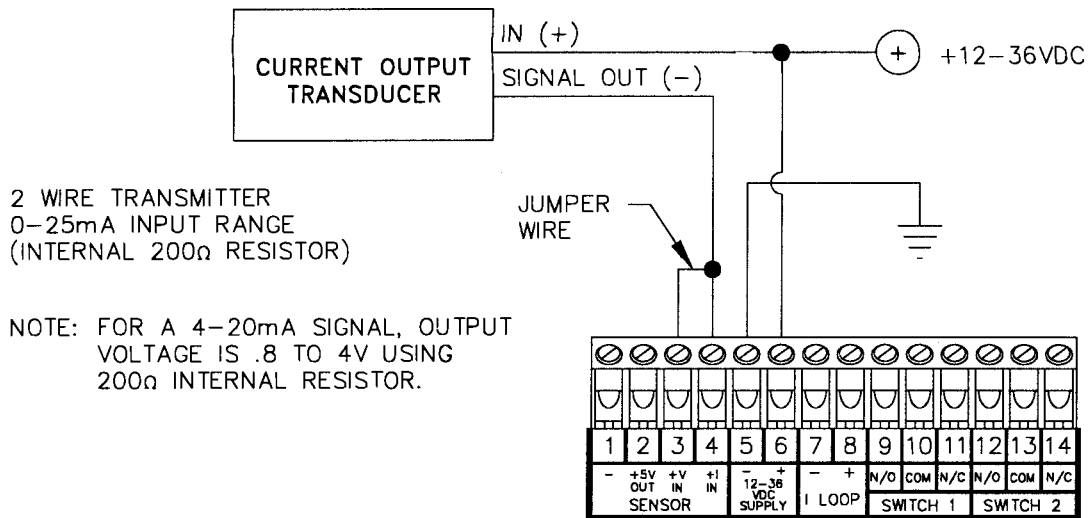 IN (+)
CURRENT OUTPUT
TRANSDUCER
SIGNAL OUT (-)
+
+12-36VDC
2 WIRE TRANSMITTER
0-25mA INPUT RANGE
(INTERNAL 200Ω RESISTOR)
JUMPER
WIRE
NOTE: FOR A 4-20mA SIGNAL, OUTPUT
VOLTAGE IS .8 TO 4V USING
200Ω INTERNAL RESISTOR.
1 2 3 4 5 6 7 8 9 10 11 12 13 14
- +5V OUT +V IN +I IN - + - + N/O COM N/C N/O COM N/C
SENSOR 12-36 VDC SUPPLY I LOOP SWITCH 1 SWITCH 2